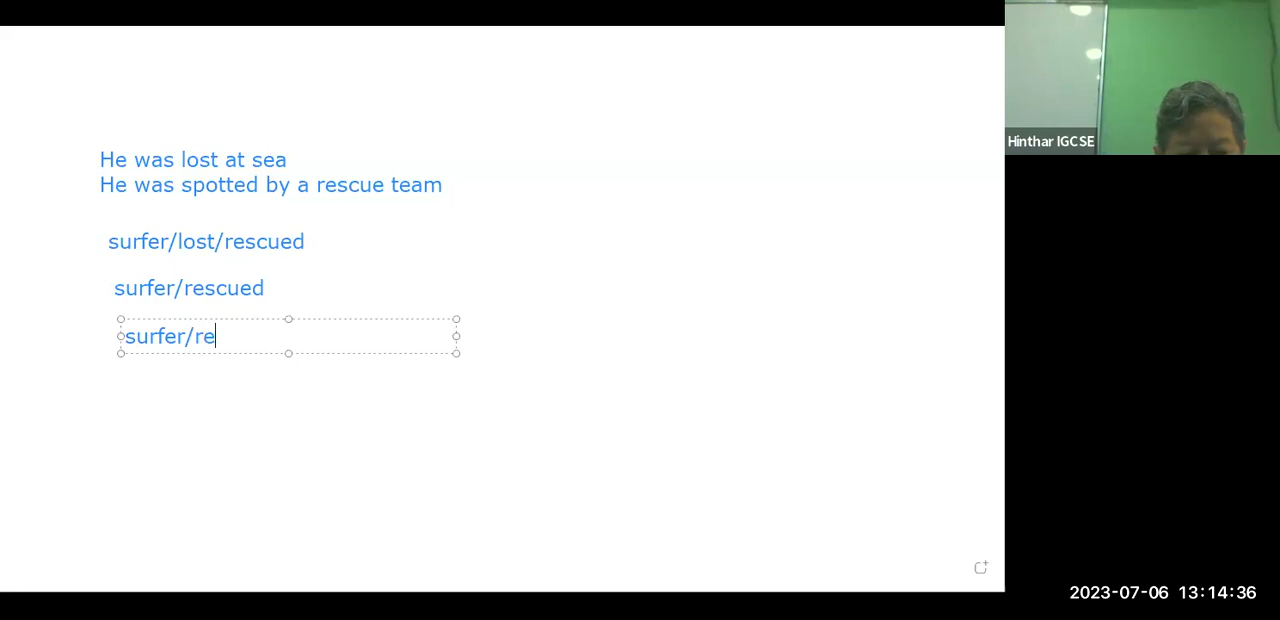 Hinthar IGCSE
He was lost at sea
He was spotted by a rescue team
surfer/lost/rescued
surfer/rescued
surfer/re
2023-07-06 13:14:36